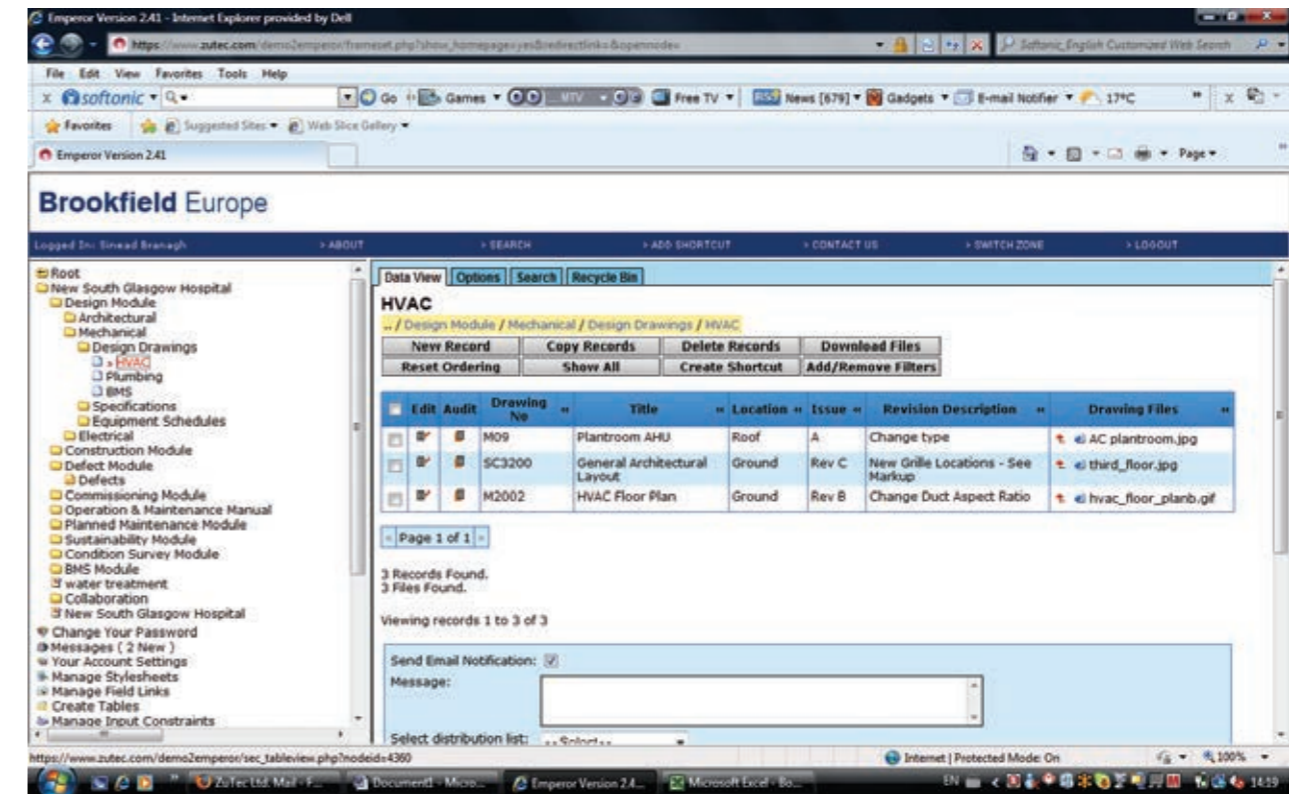 Emperor Version 2.41 - Internet Explorer provided by Dell
https://www.zutec.com/demo2emperor/frameset.php?show_homepage=yes&redirectlink=&opennode=
Softonic_English Customized Web Search
File Edit View Favorites Tools Help
x softonic Go Games MTV Free TV RSS News [679] Gadgets E-mail Notifier 17°C " x
Favorites Suggested Sites Web Slice Gallery
Emperor Version 2.41 Page
Brookfield Europe
Logged In: Sinead Branagh > ABOUT > SEARCH > ADD SHORTCUT > CONTACT US > SWITCH ZONE > LOGOUT
Root
New South Glasgow Hospital
Design Module
Architectural
Mechanical
Design Drawings
» HVAC
Plumbing
BMS
Specifications
Equipment Schedules
Electrical
Construction Module
Defect Module
Defects
Commissioning Module
Operation & Maintenance Manual
Planned Maintenance Module
Sustainability Module
Condition Survey Module
BMS Module
water treatment
Collaboration
New South Glasgow Hospital
Change Your Password
Messages ( 2 New )
Your Account Settings
Manage Stylesheets
Manage Field Links
Create Tables
Manage Input Constraints
Data View Options Search Recycle Bin
HVAC
.. / Design Module / Mechanical / Design Drawings / HVAC
New Record Copy Records Delete Records Download Files
Reset Ordering Show All Create Shortcut Add/Remove Filters
Edit Audit Drawing No Title Location Issue Revision Description Drawing Files
M09 Plantroom AHU Roof A Change type AC plantroom.jpg
SC3200 General Architectural Layout Ground Rev C New Grille Locations - See Markup third_floor.jpg
M2002 HVAC Floor Plan Ground Rev B Change Duct Aspect Ratio hvac_floor_planb.gif
Page 1 of 1
3 Records Found.
3 Files Found.
Viewing records 1 to 3 of 3
Send Email Notification:
Message:
Select distribution list: --Select--
https://www.zutec.com/demo2emperor/sec_tableview.php?nodeid=4360
Internet | Protected Mode: On 100%
ZuTec Ltd. Mail - F... Document1 - Micro... Emperor Version 2.4... Microsoft Excel - Bo... EN 14:19